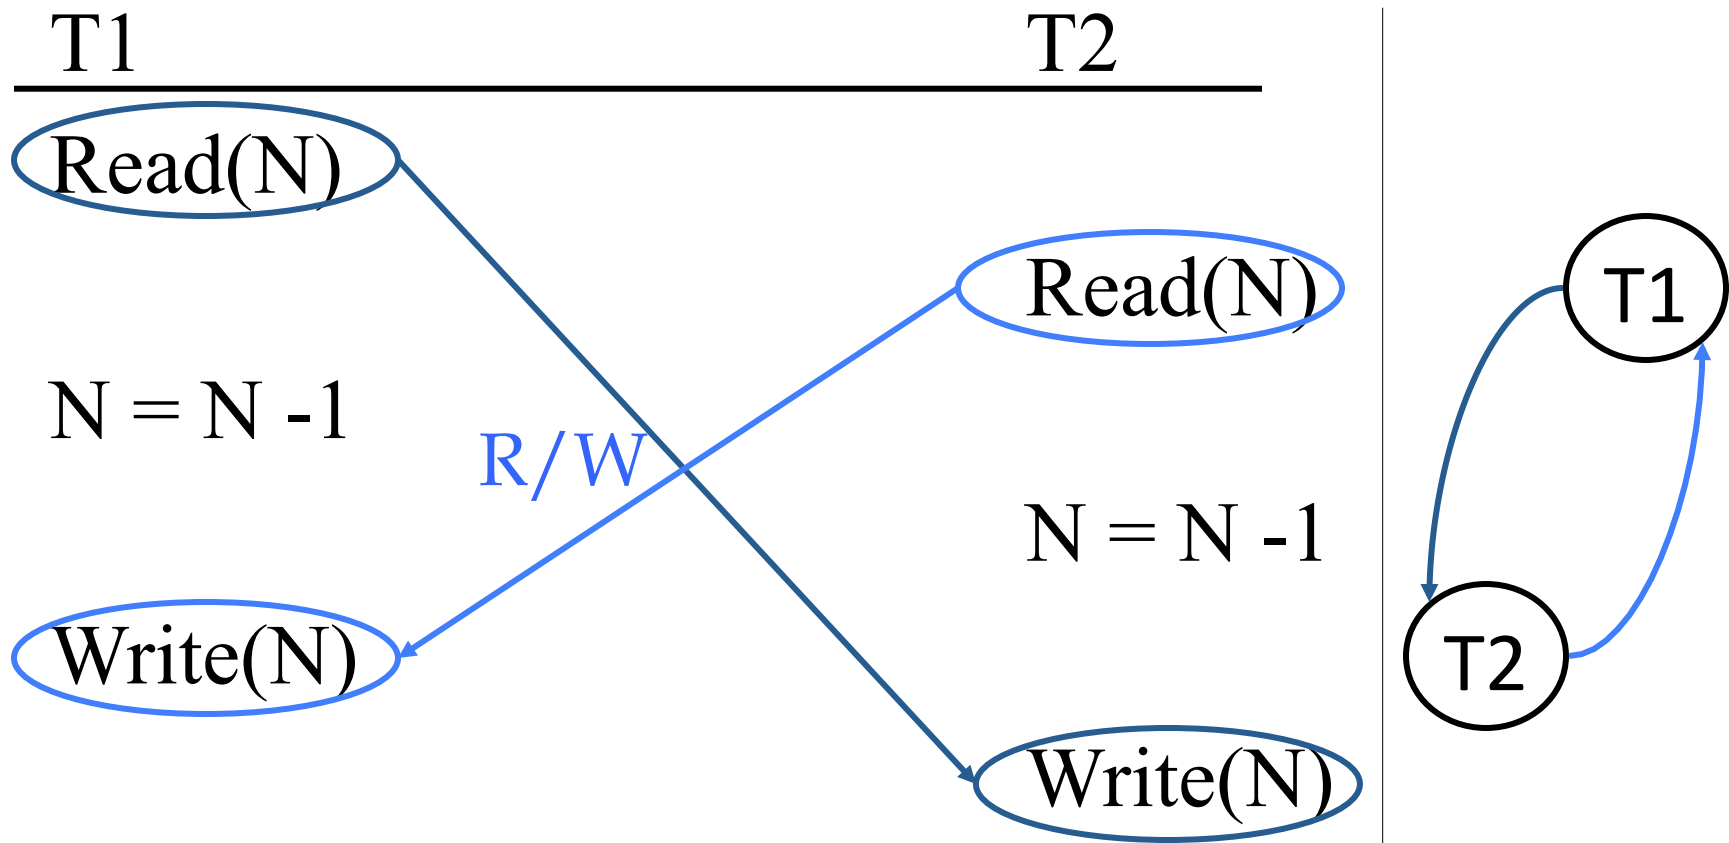 T1 T2
Read(N)
Read(N)
T1
N = N -1
R/W
N = N -1
Write(N)
T2
Write(N)